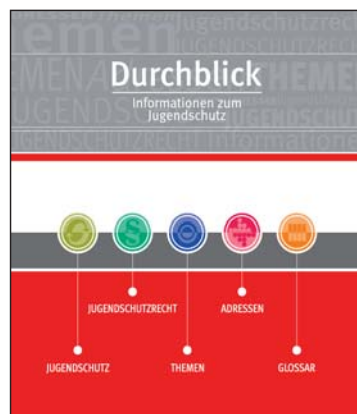 Durchblick
Informationen zum
Jugendschutz
JUGENDSCHUTZRECHT
ADRESSEN
JUGENDSCHUTZ
THEMEN
GLOSSAR